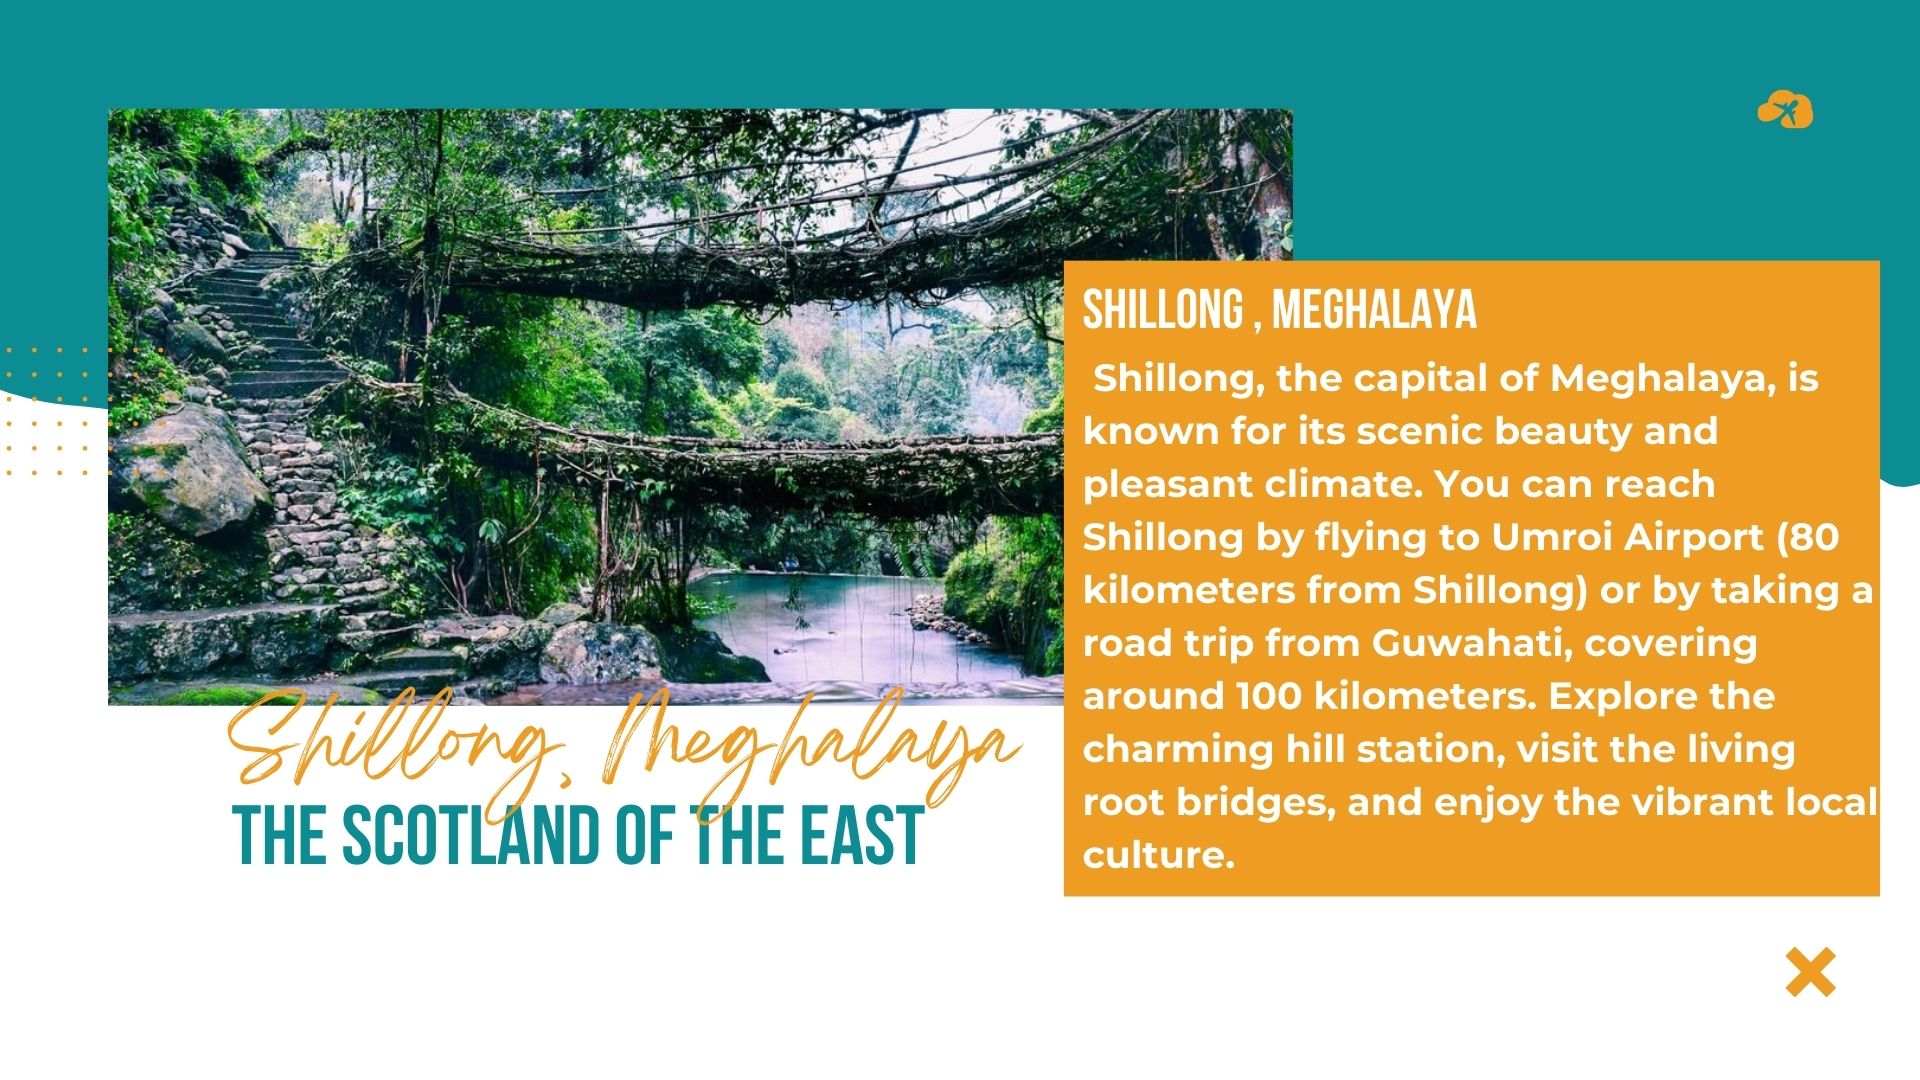 SHILLONG , MEGHALAYA
Shillong, the capital of Meghalaya, is
known for its scenic beauty and
pleasant climate. You can reach
Shillong by flying to Umroi Airport (80
kilometers from Shillong) or by taking a
road trip from Guwahati, covering
around 100 kilometers. Explore the
charming hill station, visit the living
root bridges, and enjoy the vibrant local
culture.
Shillong, Meghalaya
THE SCOTLAND OF THE EAST